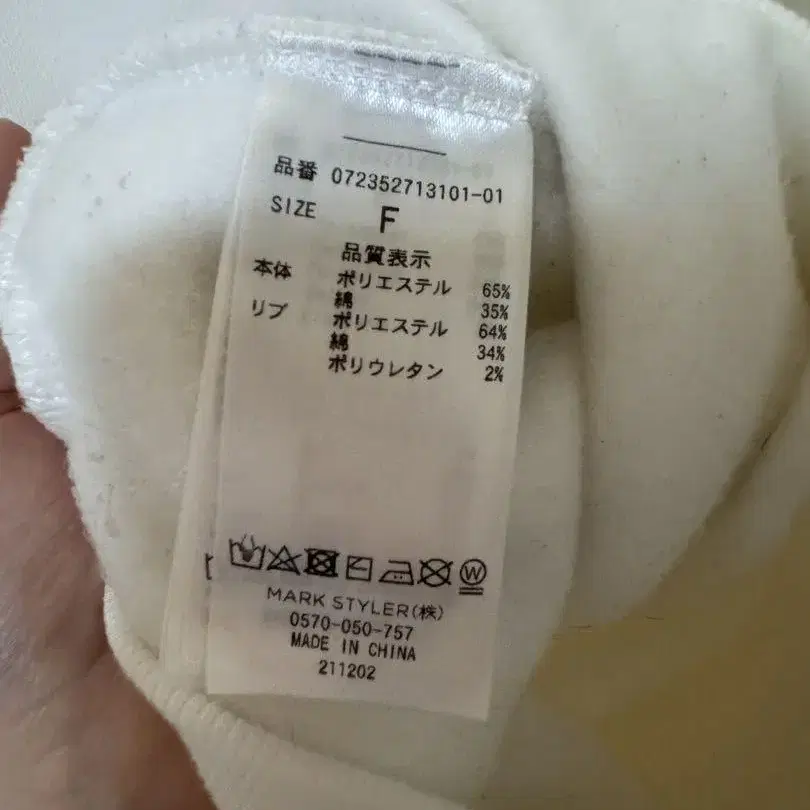 品番 072352713101-01
SIZE F
品質表示
本体 ポリエステル 65%
綿 35%
リブ ポリエステル 64%
綿 34%
ポリウレタン 2%
W
MARK STYLER(株)
0570-050-757
MADE IN CHINA
211202